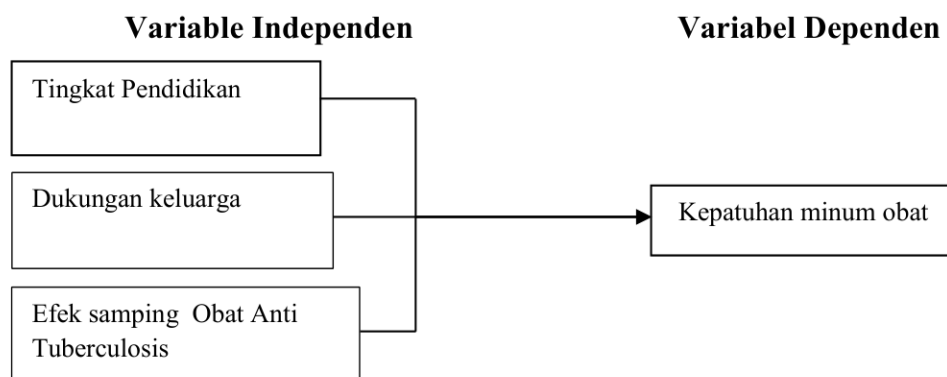 Variable Independen
Variabel Dependen
Tingkat Pendidikan
Dukungan keluarga
Kepatuhan minum obat
Efek samping Obat Anti
Tuberculosis